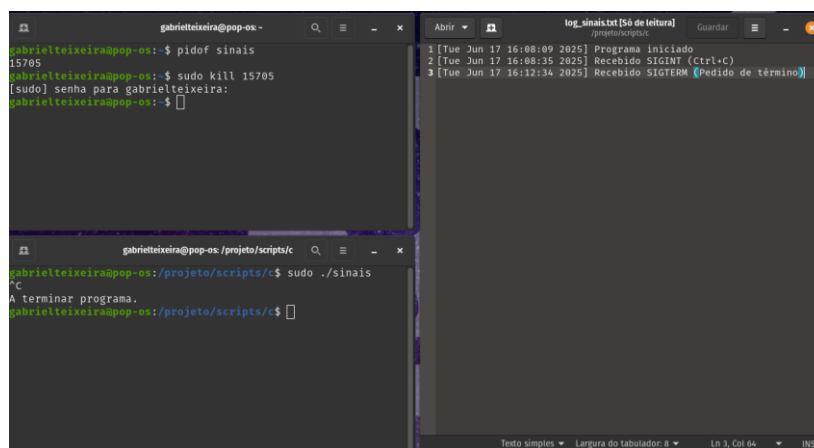 gabrielteixeira@pop-os: ~
gabrielteixeira@pop-os:~$ pidof sinais
15705
gabrielteixeira@pop-os:~$ sudo kill 15705
[sudo] senha para gabrielteixeira:
gabrielteixeira@pop-os:~$
gabrielteixeira@pop-os: /projeto/scripts/c
gabrielteixeira@pop-os:/projeto/scripts/c$ sudo ./sinais
^C
A terminar programa.
gabrielteixeira@pop-os:/projeto/scripts/c$
Abrir
log_sinais.txt [Só de leitura]
/projeto/scripts/c
Guardar
1 [Tue Jun 17 16:08:09 2025] Programa iniciado
2 [Tue Jun 17 16:08:35 2025] Recebido SIGINT (Ctrl+C)
3 [Tue Jun 17 16:12:34 2025] Recebido SIGTERM (Pedido de término)
Texto simples
Largura do tabulador: 8
Ln 3, Col 64
INS